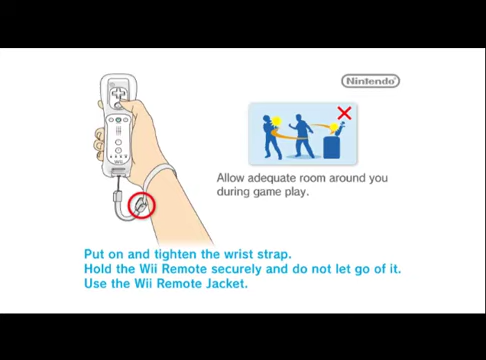 Nintendo
Wii
Allow adequate room around you
during game play.
Put on and tighten the wrist strap.
Hold the Wii Remote securely and do not let go of it.
Use the Wii Remote Jacket.